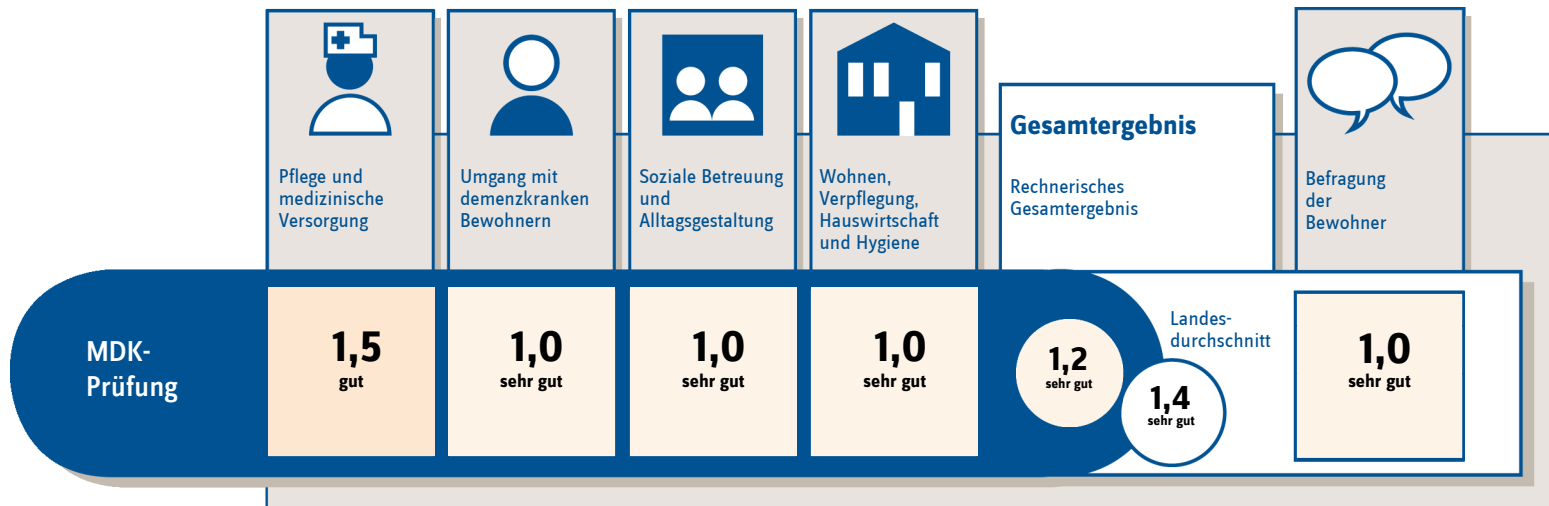 Pflege und
medizinische
Versorgung
Umgang mit
demenzkranken
Bewohnern
Soziale Betreuung
und
Alltagsgestaltung
Wohnen,
Verpflegung,
Hauswirtschaft
und Hygiene
Gesamtergebnis
Rechnerisches
Gesamtergebnis
Befragung
der
Bewohner
MDK-
Prüfung
1,5
gut
1,0
sehr gut
1,0
sehr gut
1,0
sehr gut
1,2
sehr gut
Landes-
durchschnitt
1,4
sehr gut
1,0
sehr gut